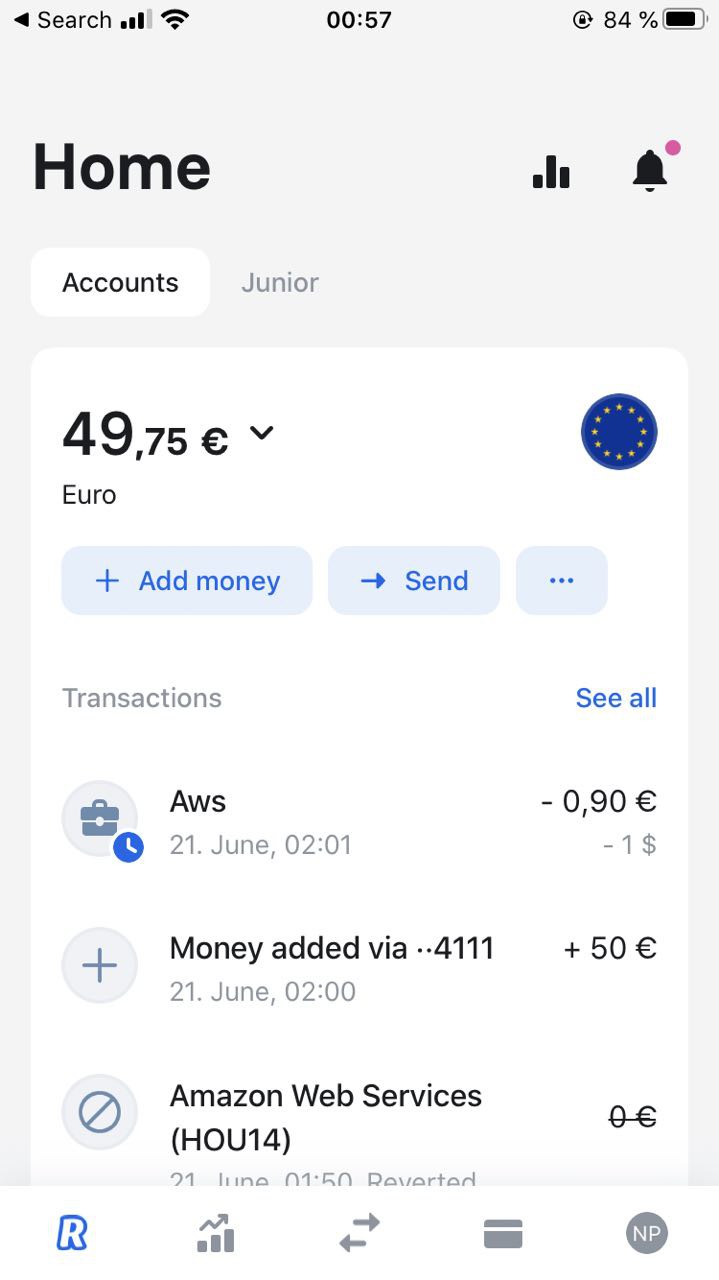 ◀ Search 00:57 84 %
Home
Accounts Junior
49,75 €
Euro
+ Add money → Send ···
Transactions See all
Aws - 0,90 €
21. June, 02:01 - 1 $
Money added via ··4111 + 50 €
21. June, 02:00
Amazon Web Services
(HOU14) 0 €
21. June, 01:50, Reverted
R NP